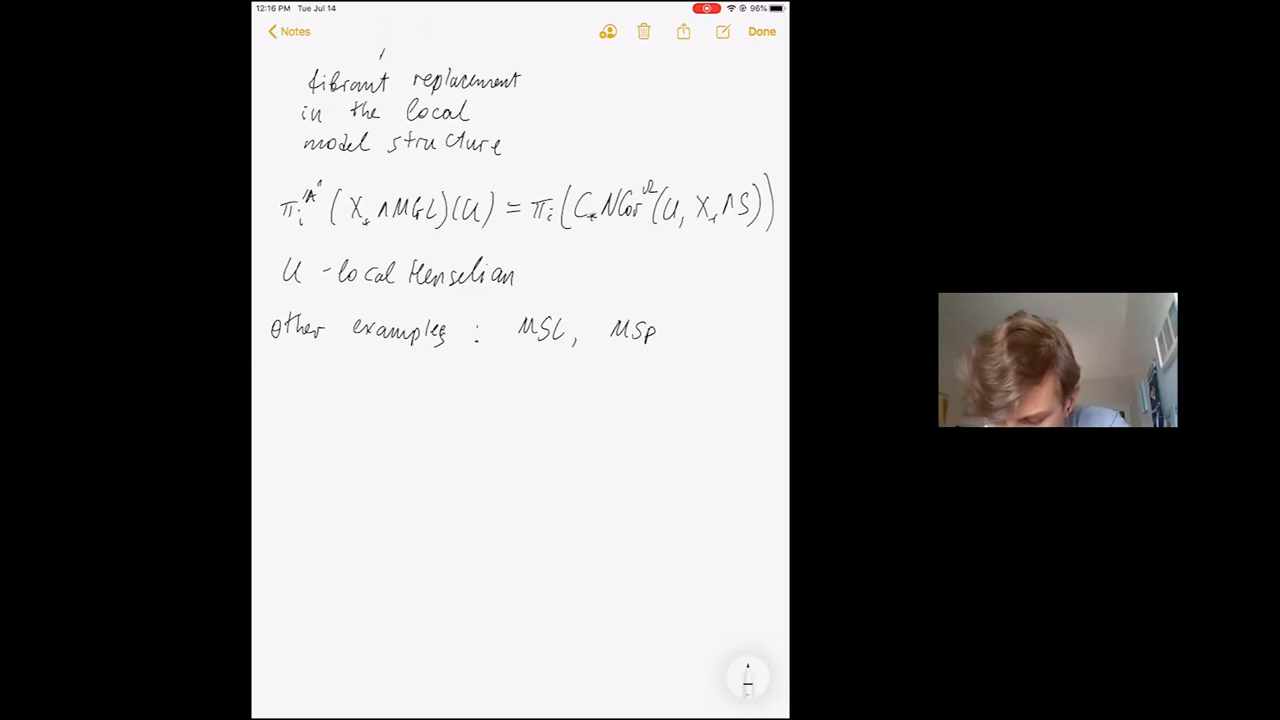 12:16 PM Tue Jul 14
96%
Notes
Done
fibrant replacement
in the local
model structure
π_i^{𝔸^1}(X_+ ∧ MGL)(U) = π_i(C_* NCor^Ω(U, X_+ ∧ S))
U - local Henselian
Other examples : MSL, MSp